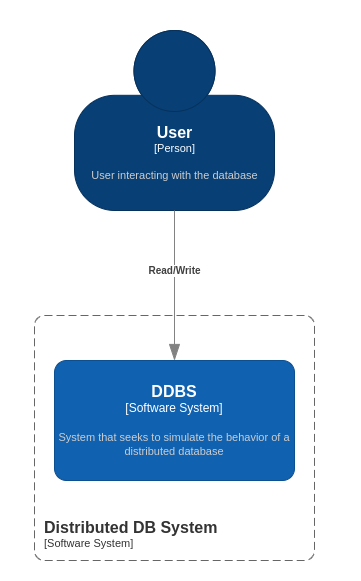 User
[Person]
User interacting with the database
Read/Write
DDBS
[Software System]
System that seeks to simulate the behavior of a
distributed database
Distributed DB System
[Software System]